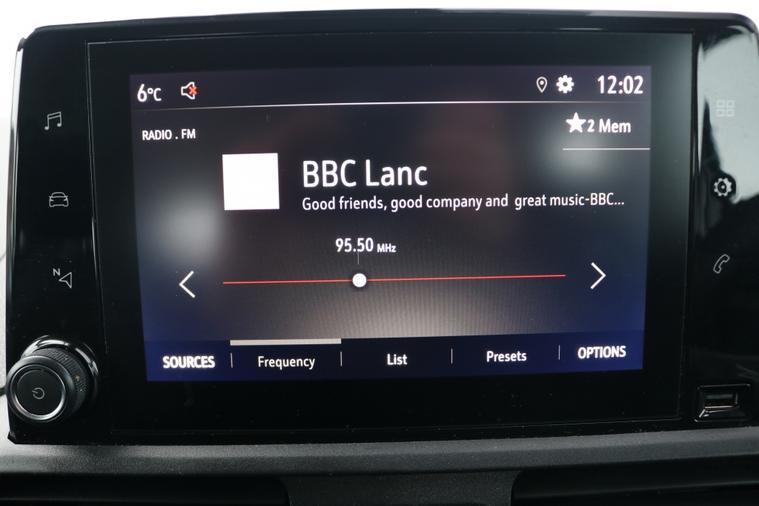 6°C
12:02
RADIO . FM
2 Mem
BBC Lanc
Good friends, good company and great music-BBC...
95.50 MHz
N
SOURCES
Frequency
List
Presets
OPTIONS